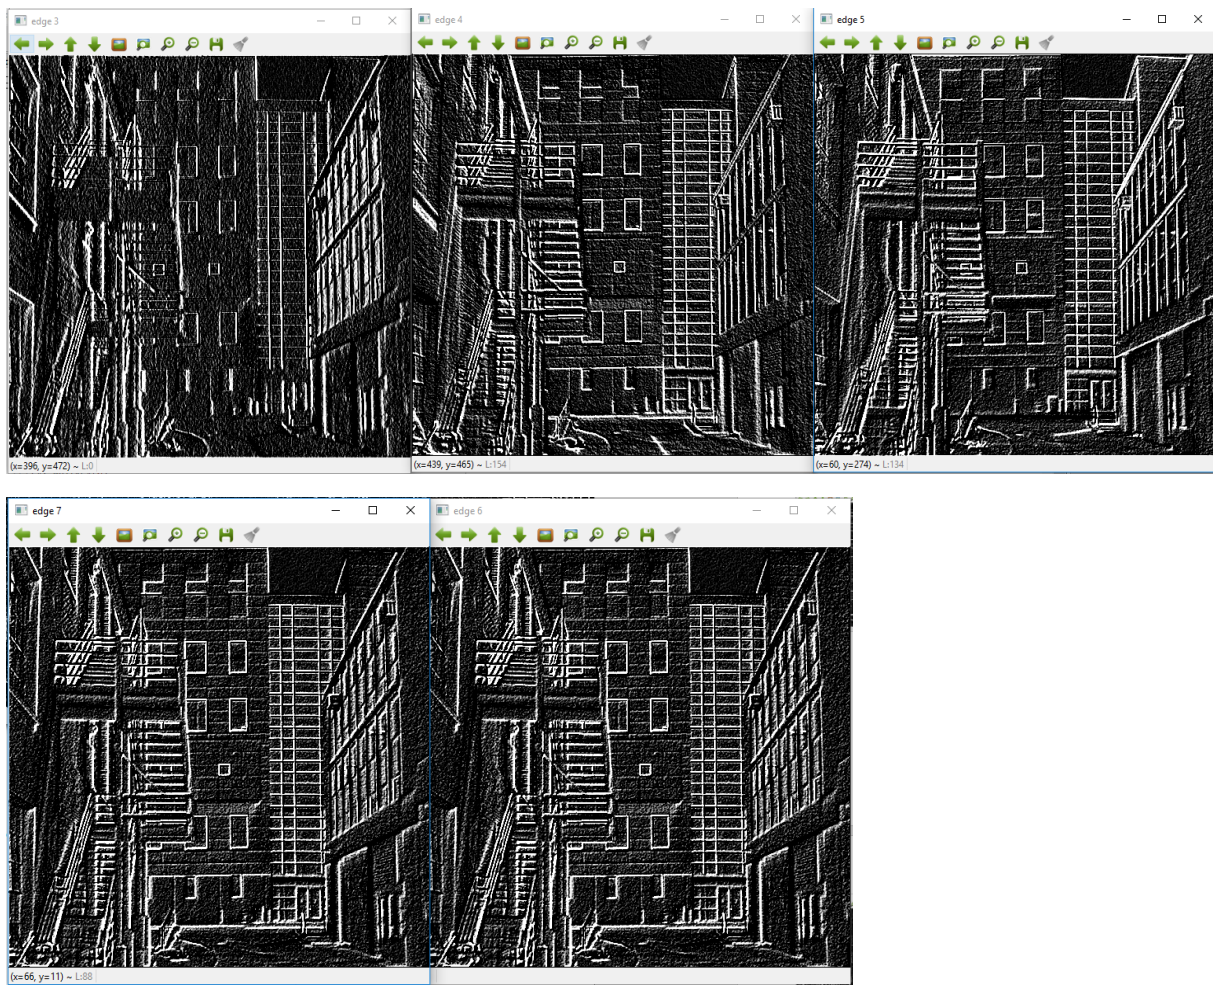 edge 3
edge 4
edge 5
(x=396, y=472) ~ L:0
(x=439, y=465) ~ L:154
(x=60, y=274) ~ L:134
edge 7
edge 6
(x=66, y=11) ~ L:88